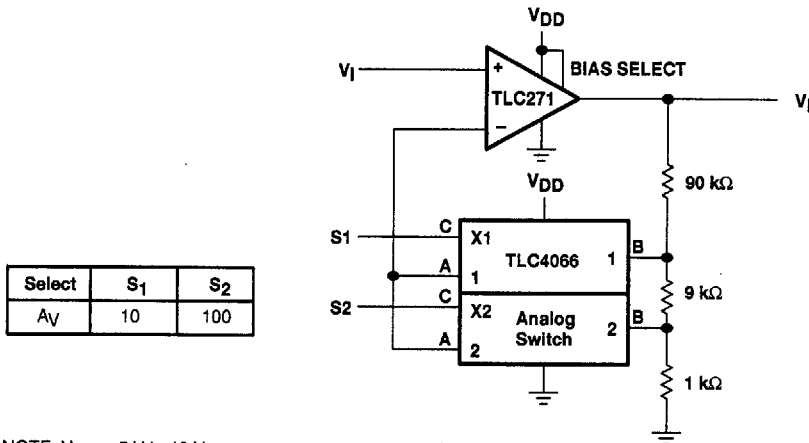 VDD
BIAS SELECT
VI
+
TLC271
−
90 kΩ
VDD
S1
C
X1
TLC4066
1
B
A
1
9 kΩ
S2
C
X2
Analog
Switch
2
B
A
2
1 kΩ
Select S1 S2
AV 10 100